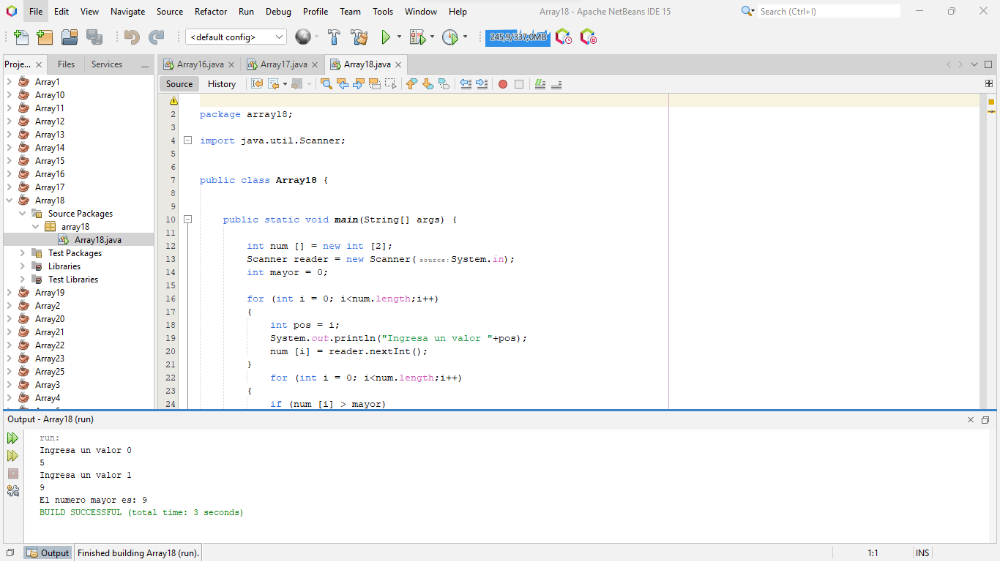 File Edit View Navigate Source Refactor Run Debug Profile Team Tools Window Help Array18 - Apache NetBeans IDE 15 Search (Ctrl+I)
<default config> 245,9/337,0MB
Proje... Files Services
Array16.java Array17.java Array18.java
Source History
Array1
Array10
Array11
Array12
Array13
Array14
Array15
Array16
Array17
Array18
Source Packages
array18
Array18.java
Test Packages
Libraries
Test Libraries
Array19
Array2
Array20
Array21
Array22
Array23
Array25
Array3
Array4
2 package array18;
3
4 import java.util.Scanner;
5
6
7 public class Array18 {
8
9
10 public static void main(String[] args) {
11
12 int num [] = new int [2];
13 Scanner reader = new Scanner( source: System.in);
14 int mayor = 0;
15
16 for (int i = 0; i<num.length;i++)
17 {
18 int pos = i;
19 System.out.println("Ingresa un valor "+pos);
20 num [i] = reader.nextInt();
21 }
22 for (int i = 0; i<num.length;i++)
23 {
24 if (num [i] > mayor)
Output - Array18 (run)
run:
Ingresa un valor 0
5
Ingresa un valor 1
9
El numero mayor es: 9
BUILD SUCCESSFUL (total time: 3 seconds)
Output Finished building Array18 (run). 1:1 INS